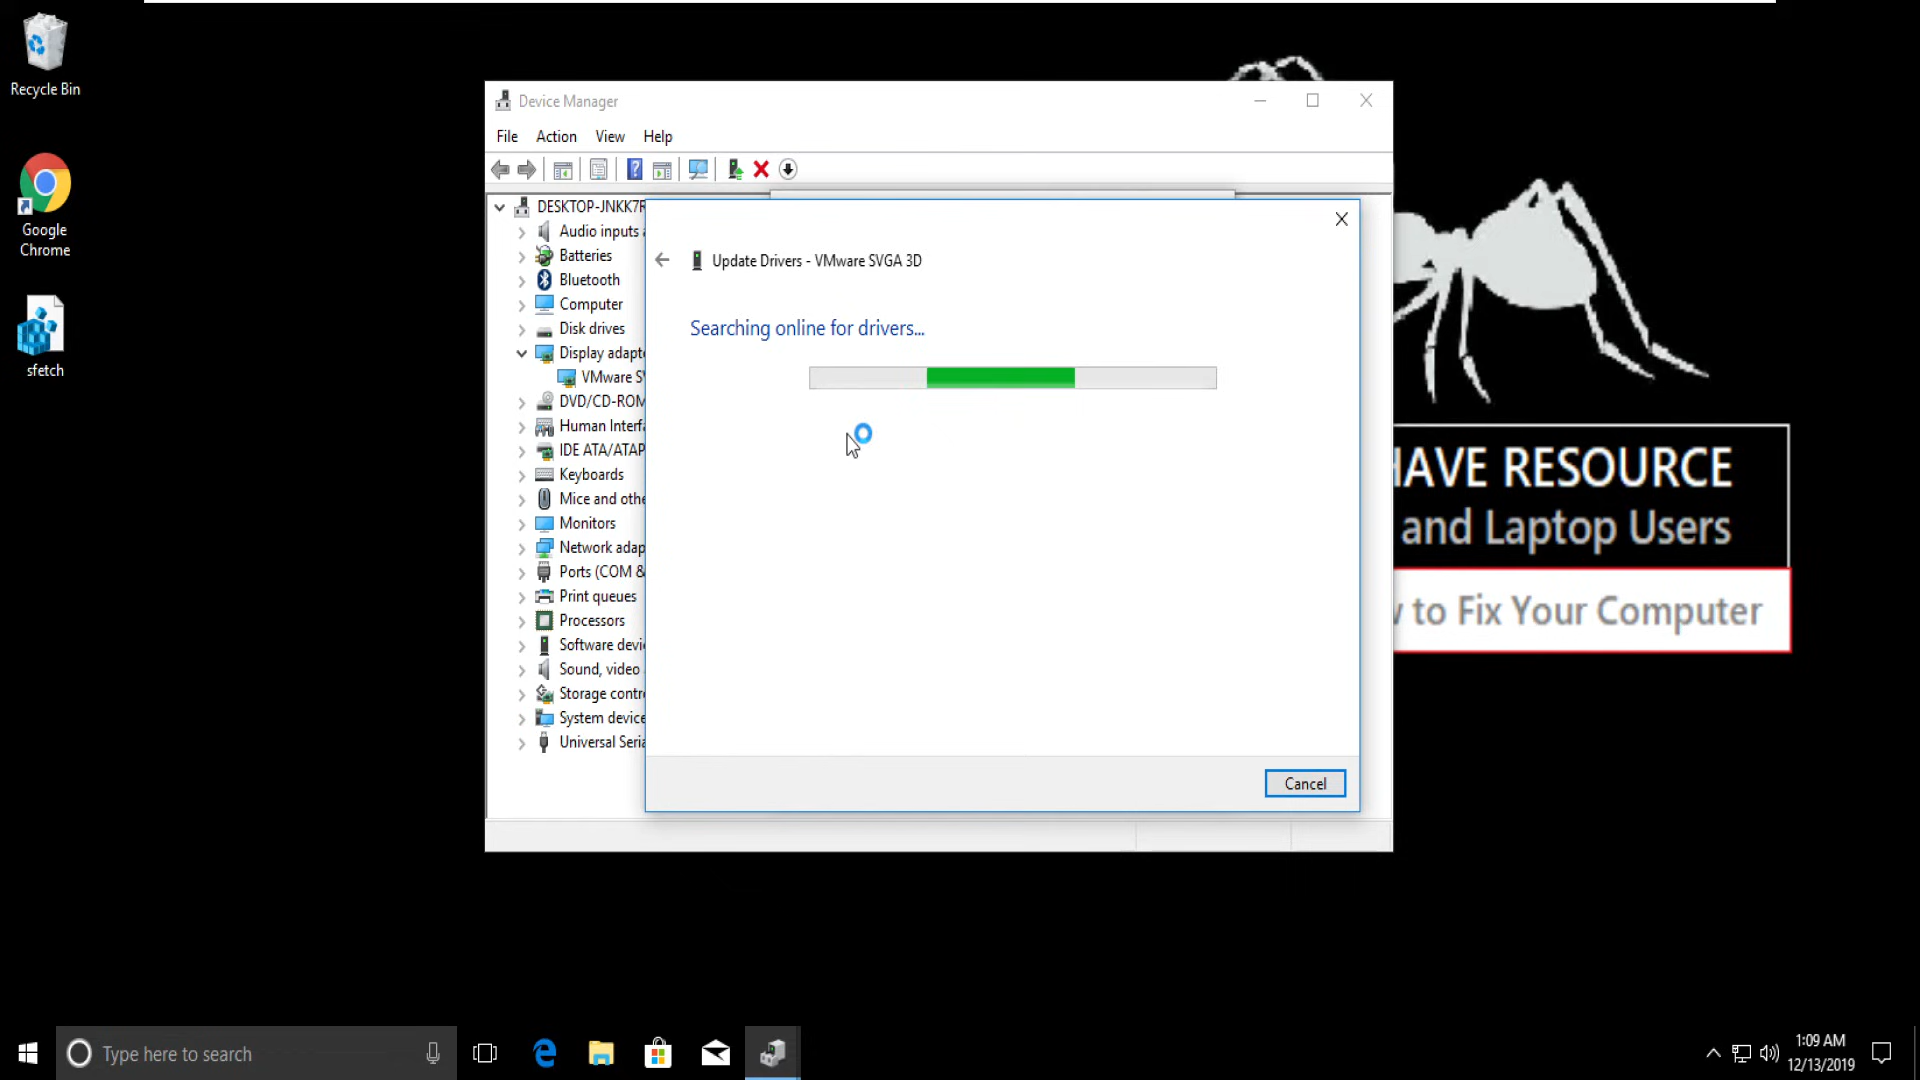 Recycle Bin
Google
Chrome
sfetch
Device Manager
File Action View Help
DESKTOP-JNKK7
Audio inputs
Batteries
Bluetooth
Computer
Disk drives
Display adapt
VMware S
DVD/CD-ROM
Human Interf
IDE ATA/ATAP
Keyboards
Mice and othe
Monitors
Network adap
Ports (COM &
Print queues
Processors
Software devi
Sound, video
Storage contr
System device
Universal Seria
Update Drivers - VMware SVGA 3D
Searching online for drivers...
Cancel
HAVE RESOURCE
and Laptop Users
to Fix Your Computer
Type here to search
1:09 AM
12/13/2019